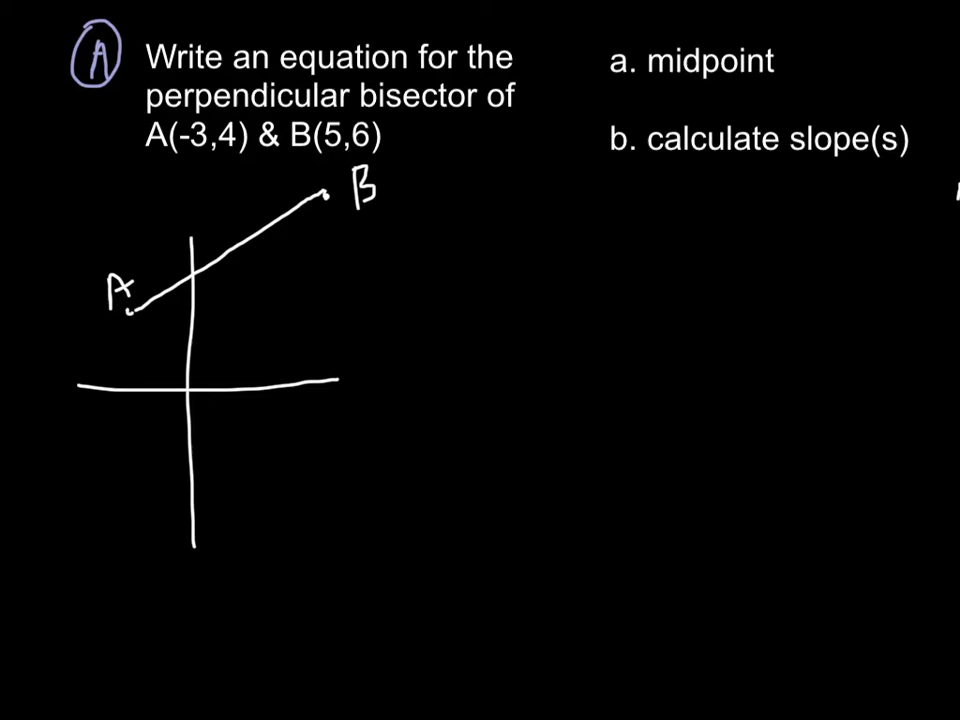 A
Write an equation for the
perpendicular bisector of
A(-3,4) & B(5,6)
a. midpoint
b. calculate slope(s)
B
A